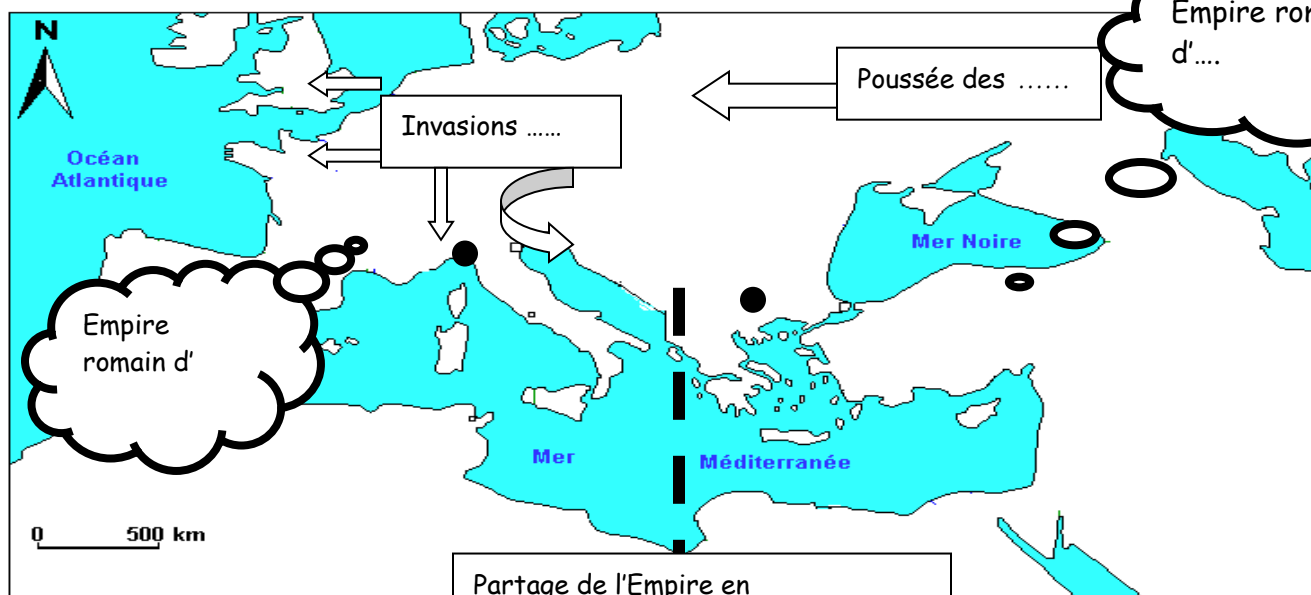 N
Empire ror
d'....
Poussée des ......
Invasions ......
Océan
Atlantique
Mer Noire
Empire
romain d'
Mer Méditerranée
0 500 km
Partage de l'Empire en